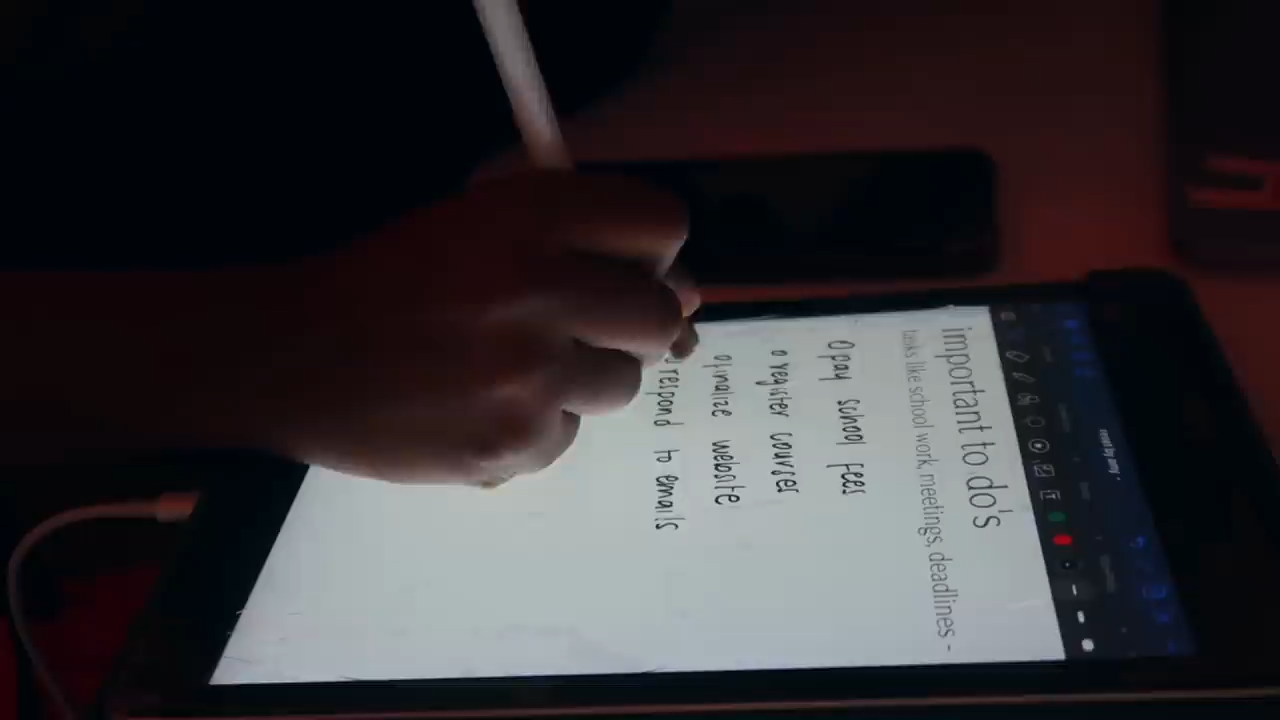 important to do's
tasks like school work, meetings, deadlines -
pay school fees
register courses
finalize website
respond to emails